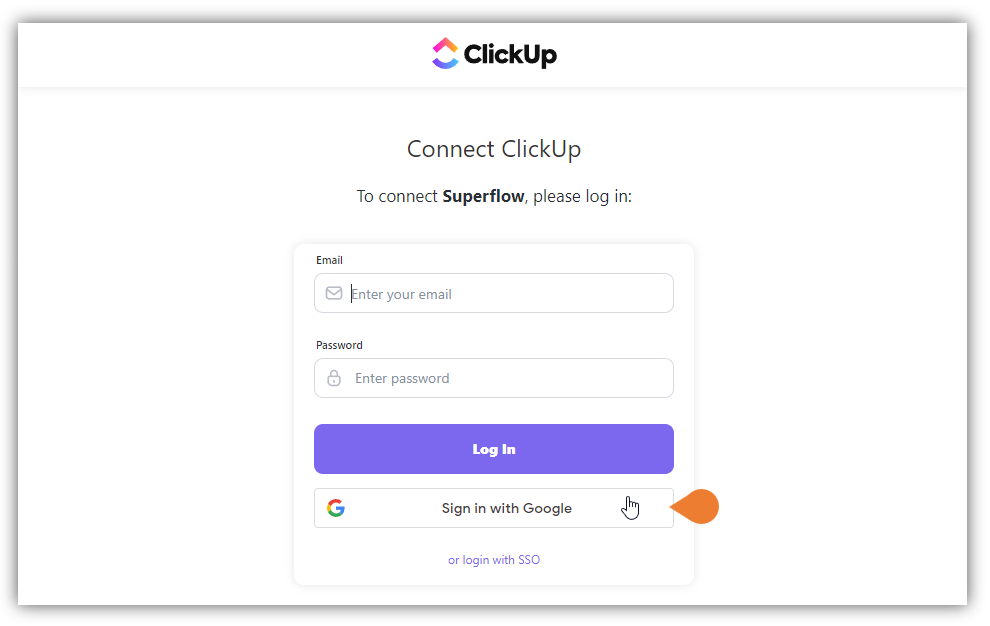 ClickUp
Connect ClickUp
To connect Superflow, please log in:
Email
Enter your email
Password
Enter password
Log In
Sign in with Google
or login with SSO